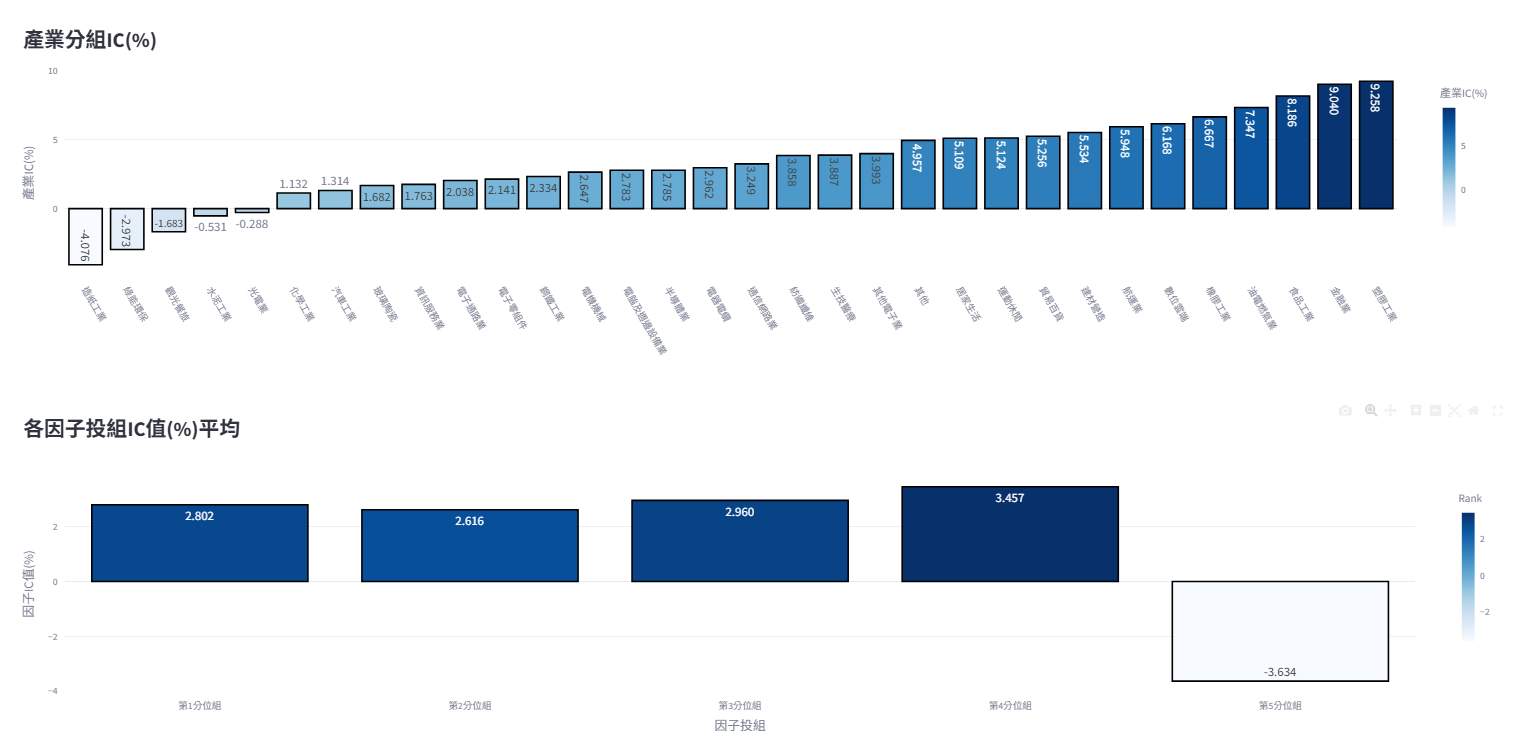 產業分組IC(%)
10
5
0
產業IC(%)
-4.076
-2.973
-1.683
-0.531
-0.288
1.132
1.314
1.682
1.763
2.038
2.141
2.334
2.647
2.783
2.785
2.962
3.249
3.858
3.887
3.993
4.957
5.109
5.124
5.256
5.534
5.948
6.168
6.667
7.347
8.186
9.040
9.258
造紙工業
綠能環保
觀光餐旅
水泥工業
光電業
化學工業
汽車工業
玻璃陶瓷
資訊服務業
電子通路業
電子零組件
鋼鐵工業
電機機械
電腦及週邊設備業
半導體業
電器電纜
通信網路業
紡織纖維
生技醫療
其他電子業
其他
居家生活
運動休閒
貿易百貨
建材營造
航運業
數位雲端
橡膠工業
油電燃氣業
食品工業
金融業
塑膠工業
產業IC(%)
5
0
各因子投組IC值(%)平均
2
0
−2
−4
因子IC值(%)
2.802
2.616
2.960
3.457
-3.634
第1分位組
第2分位組
第3分位組
第4分位組
第5分位組
因子投組
Rank
2
0
−2